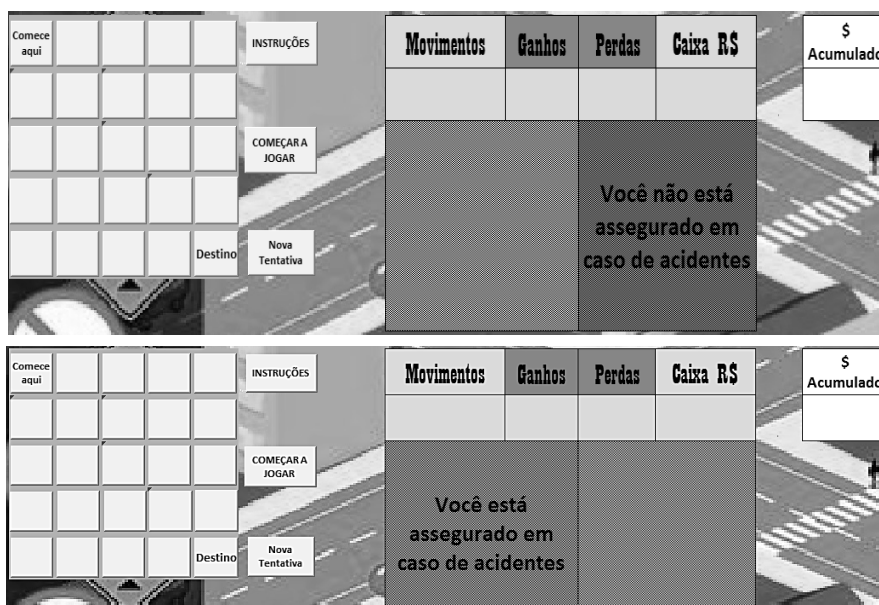 Comece
aqui
INSTRUÇÕES
COMEÇAR A
JOGAR
Destino
Nova
Tentativa
Movimentos
Ganhos
Perdas
Caixa R$
$
Acumulado
Você não está
assegurado em
caso de acidentes
Comece
aqui
INSTRUÇÕES
COMEÇAR A
JOGAR
Destino
Nova
Tentativa
Movimentos
Ganhos
Perdas
Caixa R$
$
Acumulado
Você está
assegurado em
caso de acidentes